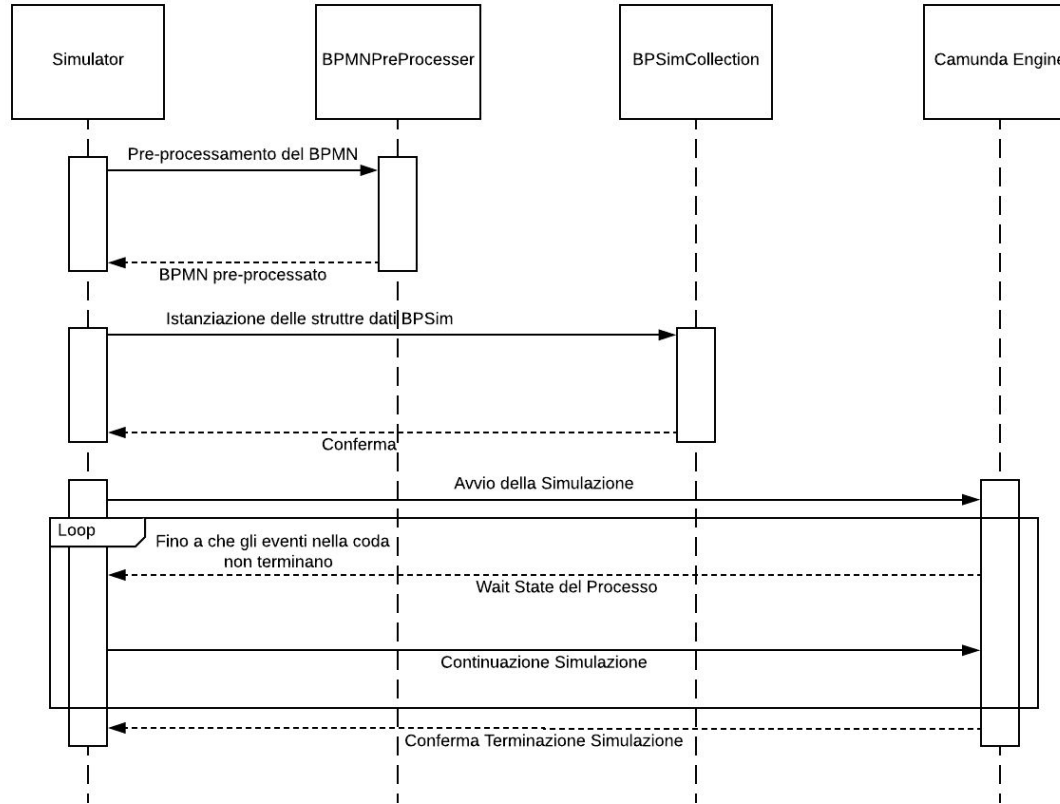 Simulator
BPMNPreProcesser
BPSimCollection
Camunda Engine
Pre-processamento del BPMN
BPMN pre-processato
Istanziazione delle struttre dati BPSim
Conferma
Avvio della Simulazione
Loop
Fino a che gli eventi nella coda
non terminano
Wait State del Processo
Continuazione Simulazione
Conferma Terminazione Simulazione